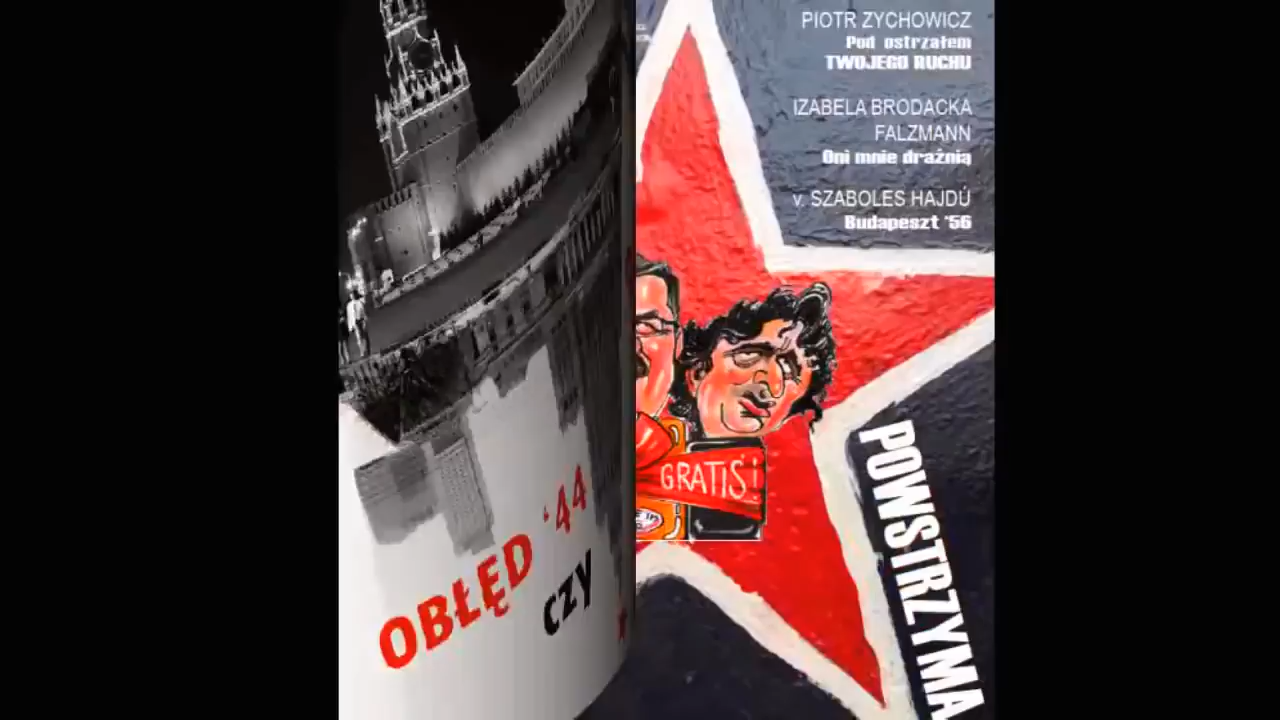 PIOTR ZYCHOWICZ
Pod ostrzałem
TWOJEGO RUCHU
IZABELA BRODACKA
FALZMANN
Oni mnie drażnią
v. SZABOLES HAJDÚ
Budapeszt '56
GRATIS!
POWSTRZYMA
OBŁĘD '44
CZY